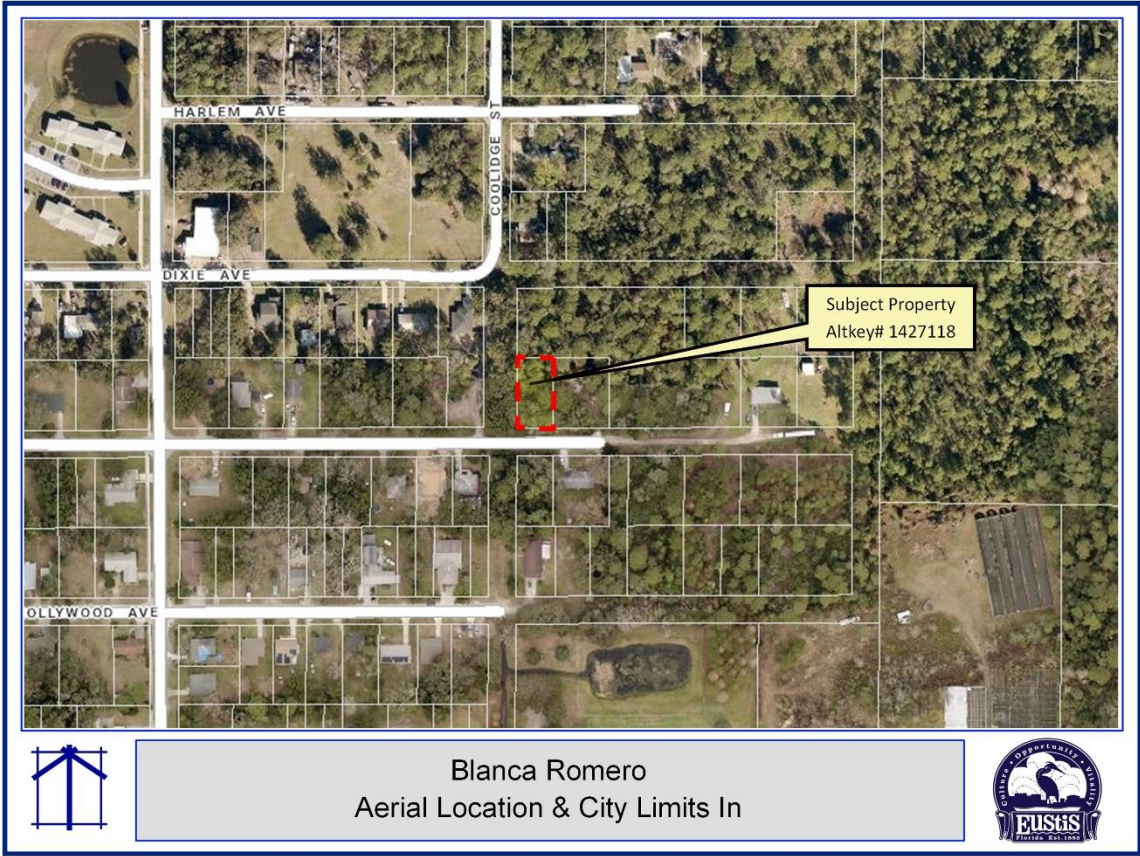 HARLEM AVE
COOLIDGE ST
DIXIE AVE
Subject Property
Altkey# 1427118
OLLYWOOD AVE
Blanca Romero
Aerial Location & City Limits In
Culture • Opportunity • Vitality
EUSTIS
Florida Est.1883